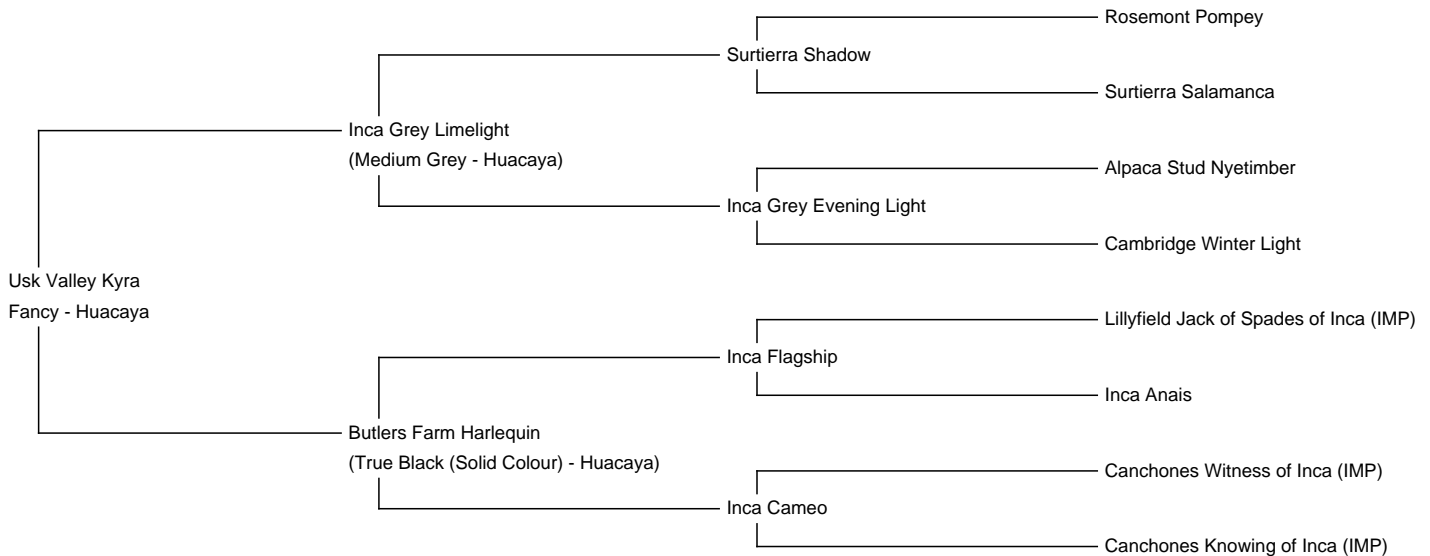 Rosemont Pompey
Surtierra Shadow
Surtierra Salamanca
Inca Grey Limelight
(Medium Grey - Huacaya)
Alpaca Stud Nyetimber
Inca Grey Evening Light
Cambridge Winter Light
Usk Valley Kyra
Fancy - Huacaya
Lillyfield Jack of Spades of Inca (IMP)
Inca Flagship
Inca Anais
Butlers Farm Harlequin
(True Black (Solid Colour) - Huacaya)
Canchones Witness of Inca (IMP)
Inca Cameo
Canchones Knowing of Inca (IMP)